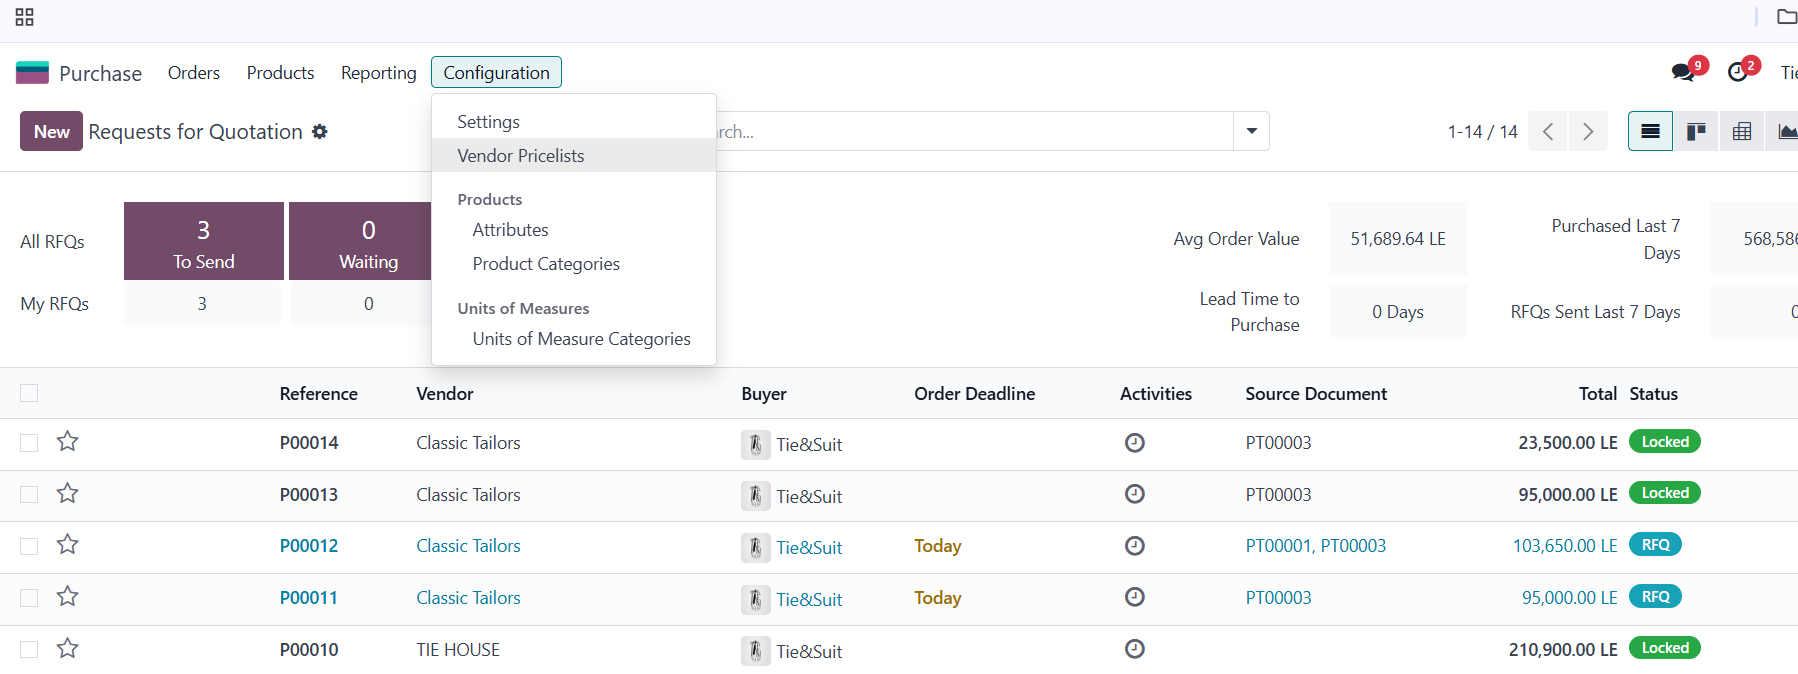 Purchase Orders Products Reporting Configuration 9 2
New Requests for Quotation
Settings
Vendor Pricelists
Products
Attributes
Product Categories
Units of Measures
Units of Measure Categories
rch...
1-14 / 14
All RFQs 3 To Send 0 Waiting
My RFQs 3 0
Avg Order Value 51,689.64 LE Purchased Last 7 Days 568,586
Lead Time to Purchase 0 Days RFQs Sent Last 7 Days 0
Reference Vendor Buyer Order Deadline Activities Source Document Total Status
P00014 Classic Tailors Tie&Suit PT00003 23,500.00 LE Locked
P00013 Classic Tailors Tie&Suit PT00003 95,000.00 LE Locked
P00012 Classic Tailors Tie&Suit Today PT00001, PT00003 103,650.00 LE RFQ
P00011 Classic Tailors Tie&Suit Today PT00003 95,000.00 LE RFQ
P00010 TIE HOUSE Tie&Suit 210,900.00 LE Locked